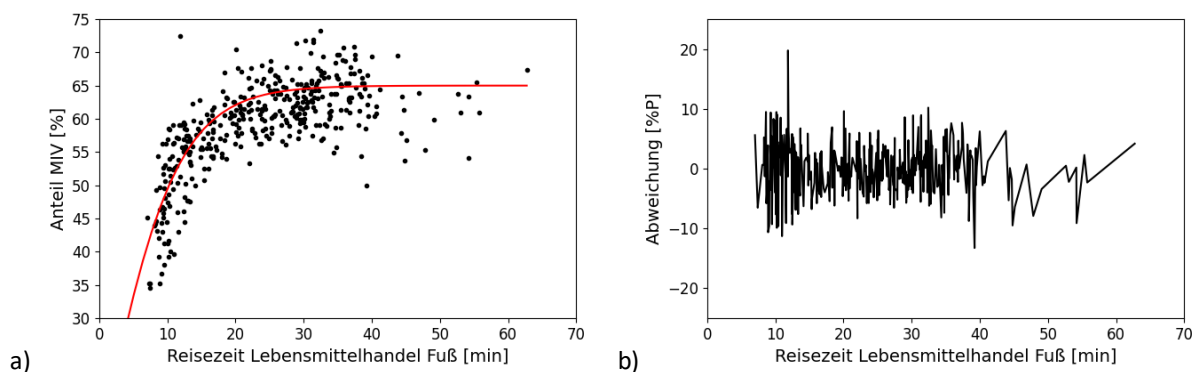 75
70
65
60
55
50
45
40
35
30
Anteil MIV [%]
0 10 20 30 40 50 60 70
Reisezeit Lebensmittelhandel Fuß [min]
a)
20
10
0
−10
−20
Abweichung [%P]
0 10 20 30 40 50 60 70
Reisezeit Lebensmittelhandel Fuß [min]
b)